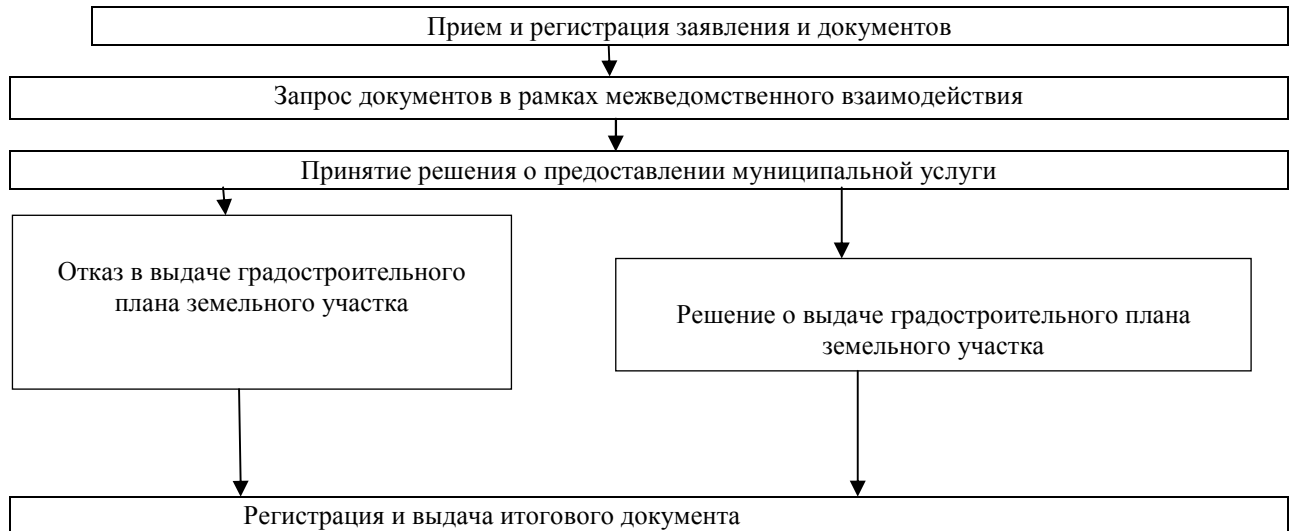 Прием и регистрация заявления и документов
Запрос документов в рамках межведомственного взаимодействия
Принятие решения о предоставлении муниципальной услуги
Отказ в выдаче градостроительного
плана земельного участка
Решение о выдаче градостроительного плана
земельного участка
Регистрация и выдача итогового документа